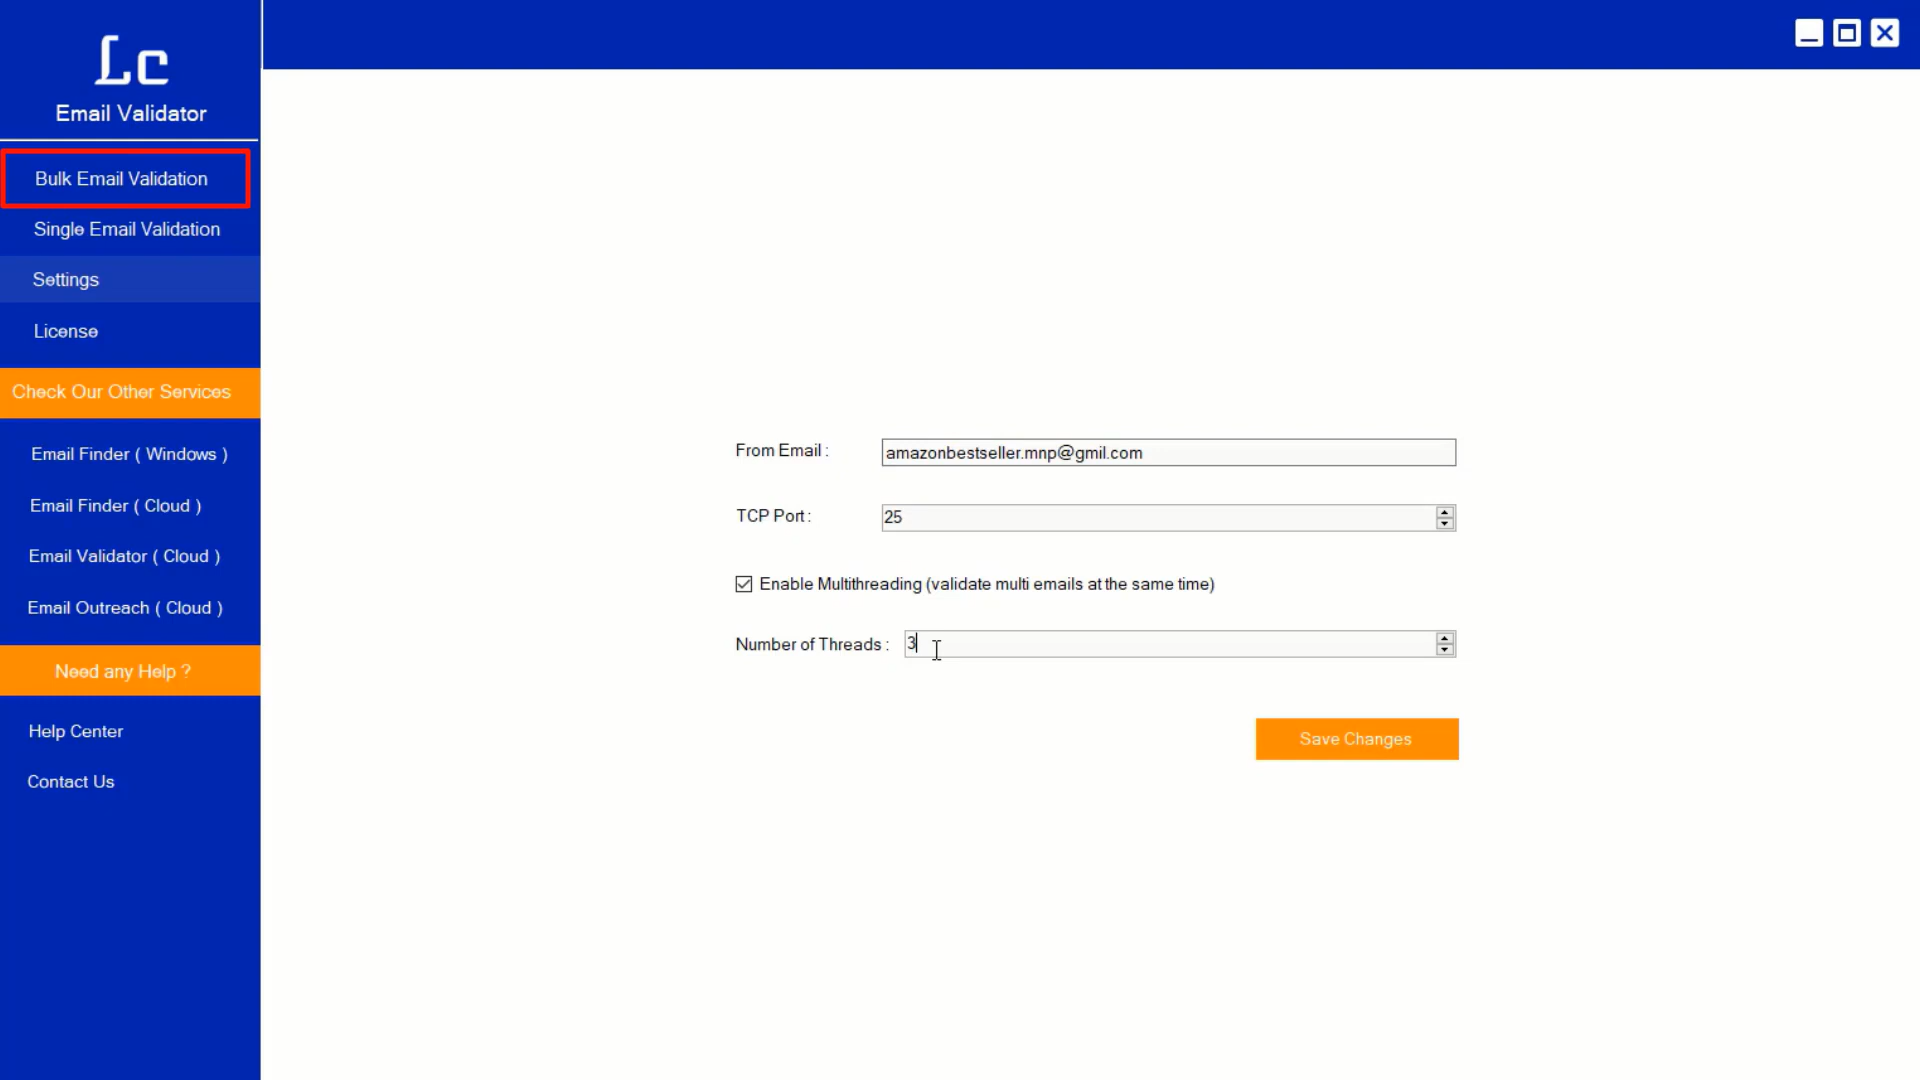 Lc
Email Validator
Bulk Email Validation
Single Email Validation
Settings
License
Check Our Other Services
Email Finder ( Windows )
Email Finder ( Cloud )
Email Validator ( Cloud )
Email Outreach ( Cloud )
Need any Help ?
Help Center
Contact Us
From Email : amazonbestseller.mnp@gmil.com
TCP Port : 25
Enable Multithreading (validate multi emails at the same time)
Number of Threads : 3
Save Changes